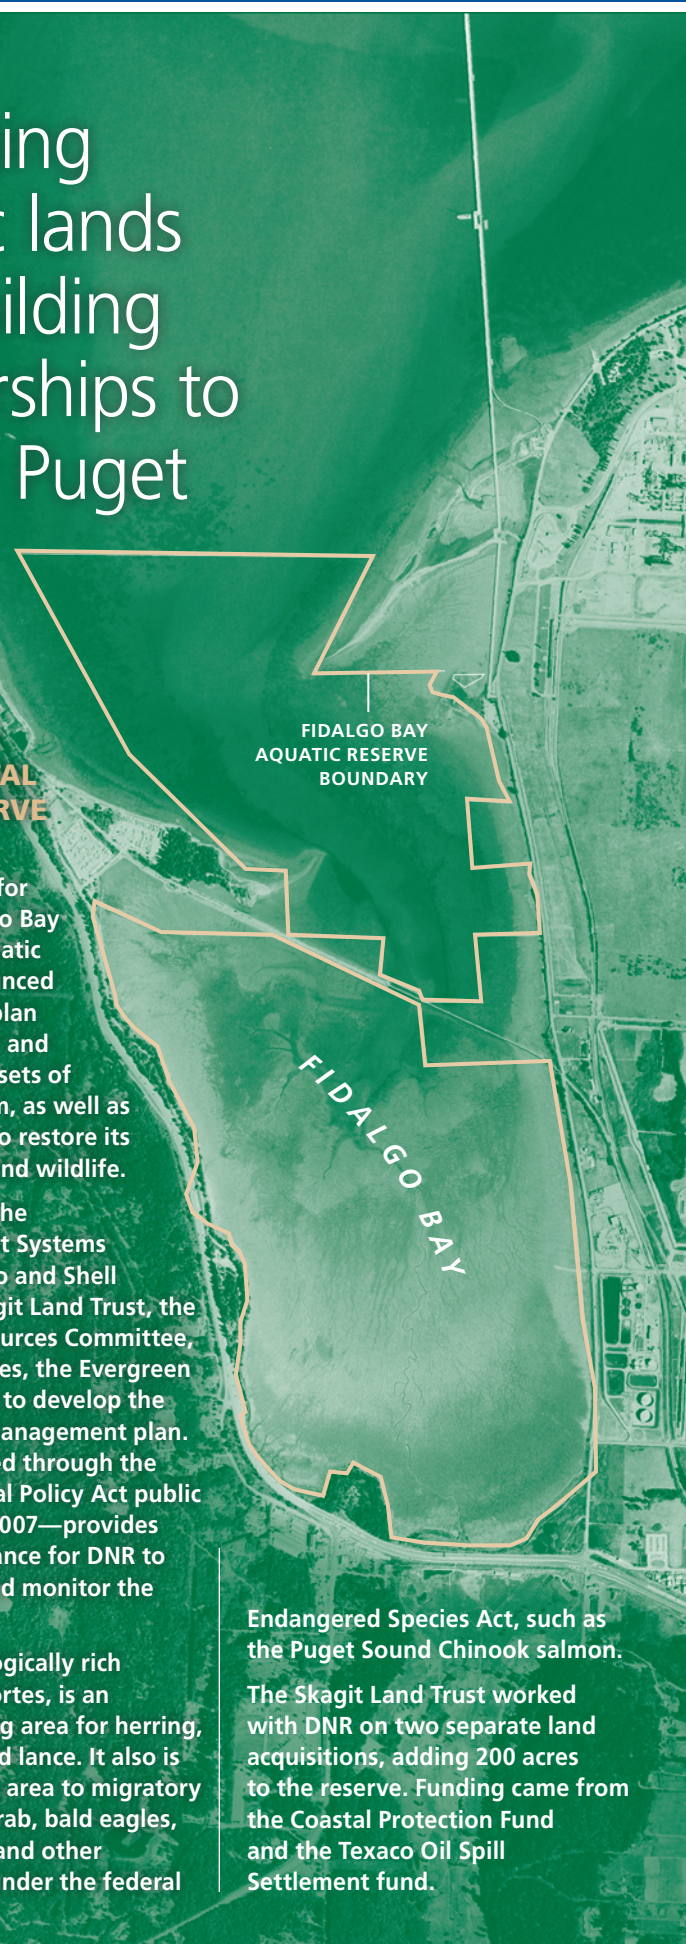 ing
lands
ilding
rships to
Puget
FIDALGO BAY
AQUATIC RESERVE
BOUNDARY
AL
RVE
for
o Bay
atic
nced
plan
and
sets of
m, as well as
o restore its
nd wildlife.
he
t Systems
o and Shell
git Land Trust, the
urces Committee,
es, the Evergreen
to develop the
anagement plan.
ed through the
al Policy Act public
007—provides
ance for DNR to
d monitor the
ogically rich
ortes, is an
g area for herring,
d lance. It also is
area to migratory
rab, bald eagles,
and other
under the federal
FIDALGO BAY
Endangered Species Act, such as
the Puget Sound Chinook salmon.
The Skagit Land Trust worked
with DNR on two separate land
acquisitions, adding 200 acres
to the reserve. Funding came from
the Coastal Protection Fund
and the Texaco Oil Spill
Settlement fund.